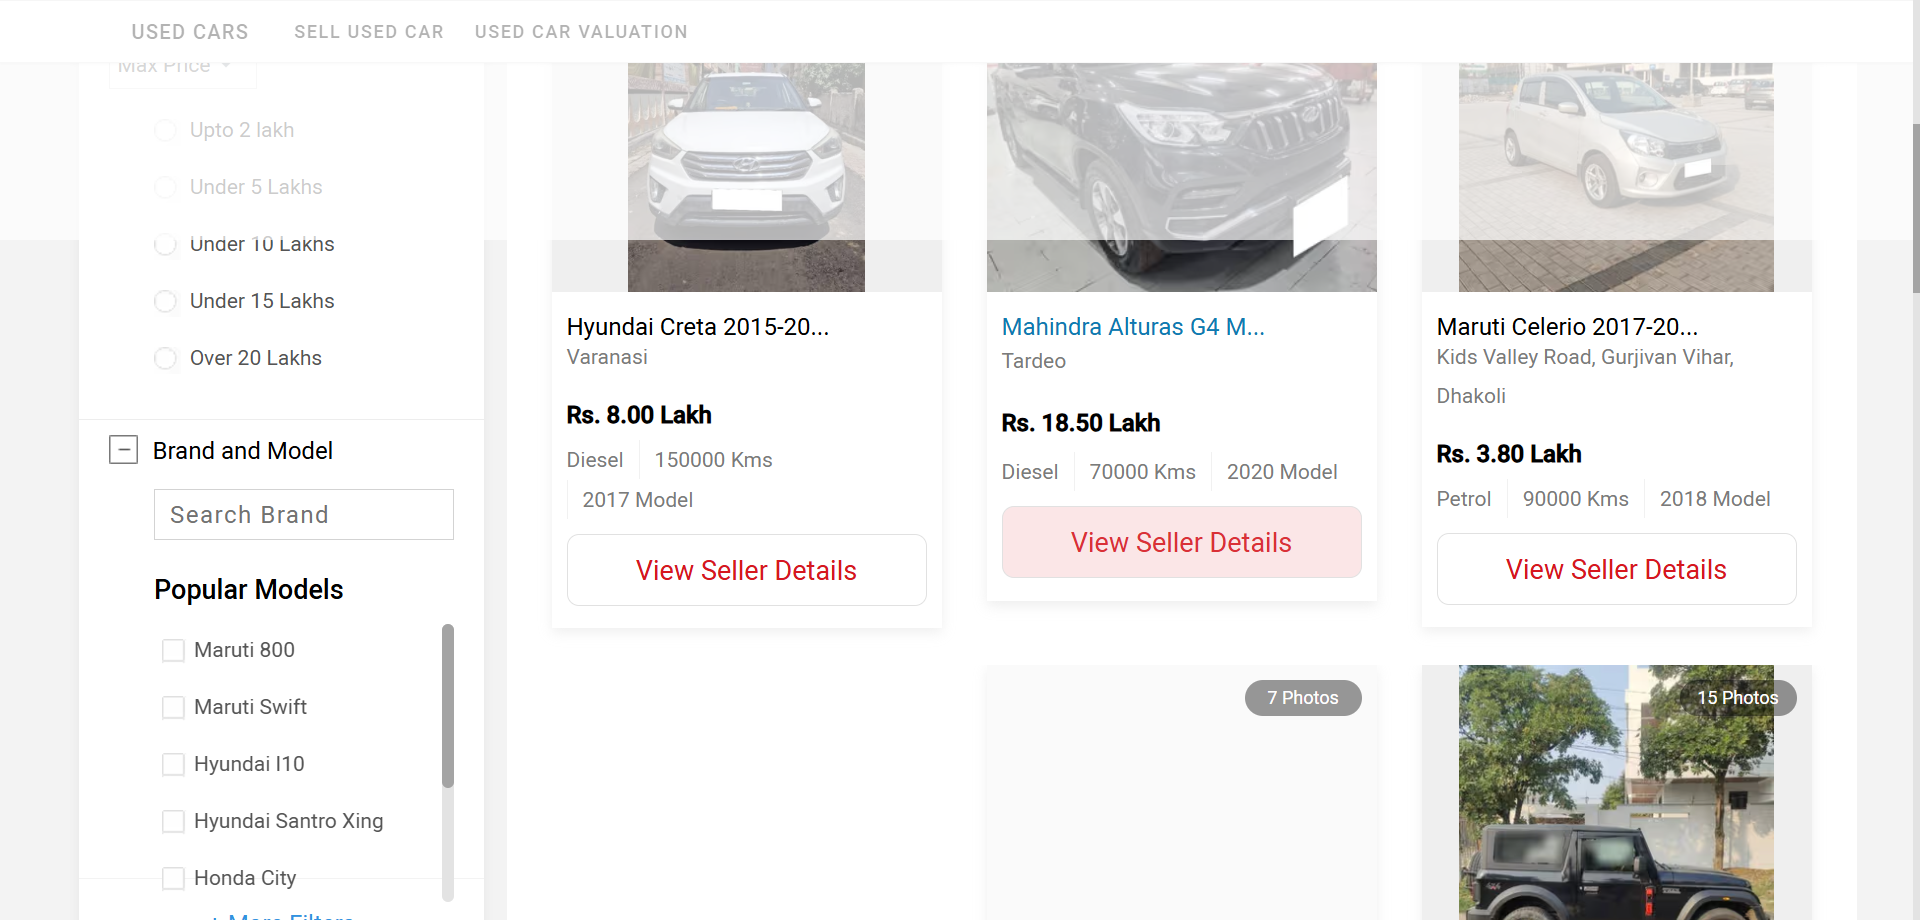 USED CARS
SELL USED CAR
USED CAR VALUATION
Max Price
Upto 2 lakh
Under 5 Lakhs
Under 10 Lakhs
Under 15 Lakhs
Over 20 Lakhs
Brand and Model
Search Brand
Popular Models
Maruti 800
Maruti Swift
Hyundai I10
Hyundai Santro Xing
Honda City
+ More Filters
Hyundai Creta 2015-20...
Varanasi
Rs. 8.00 Lakh
Diesel
150000 Kms
2017 Model
View Seller Details
Mahindra Alturas G4 M...
Tardeo
Rs. 18.50 Lakh
Diesel
70000 Kms
2020 Model
View Seller Details
Maruti Celerio 2017-20...
Kids Valley Road, Gurjivan Vihar,
Dhakoli
Rs. 3.80 Lakh
Petrol
90000 Kms
2018 Model
View Seller Details
7 Photos
15 Photos